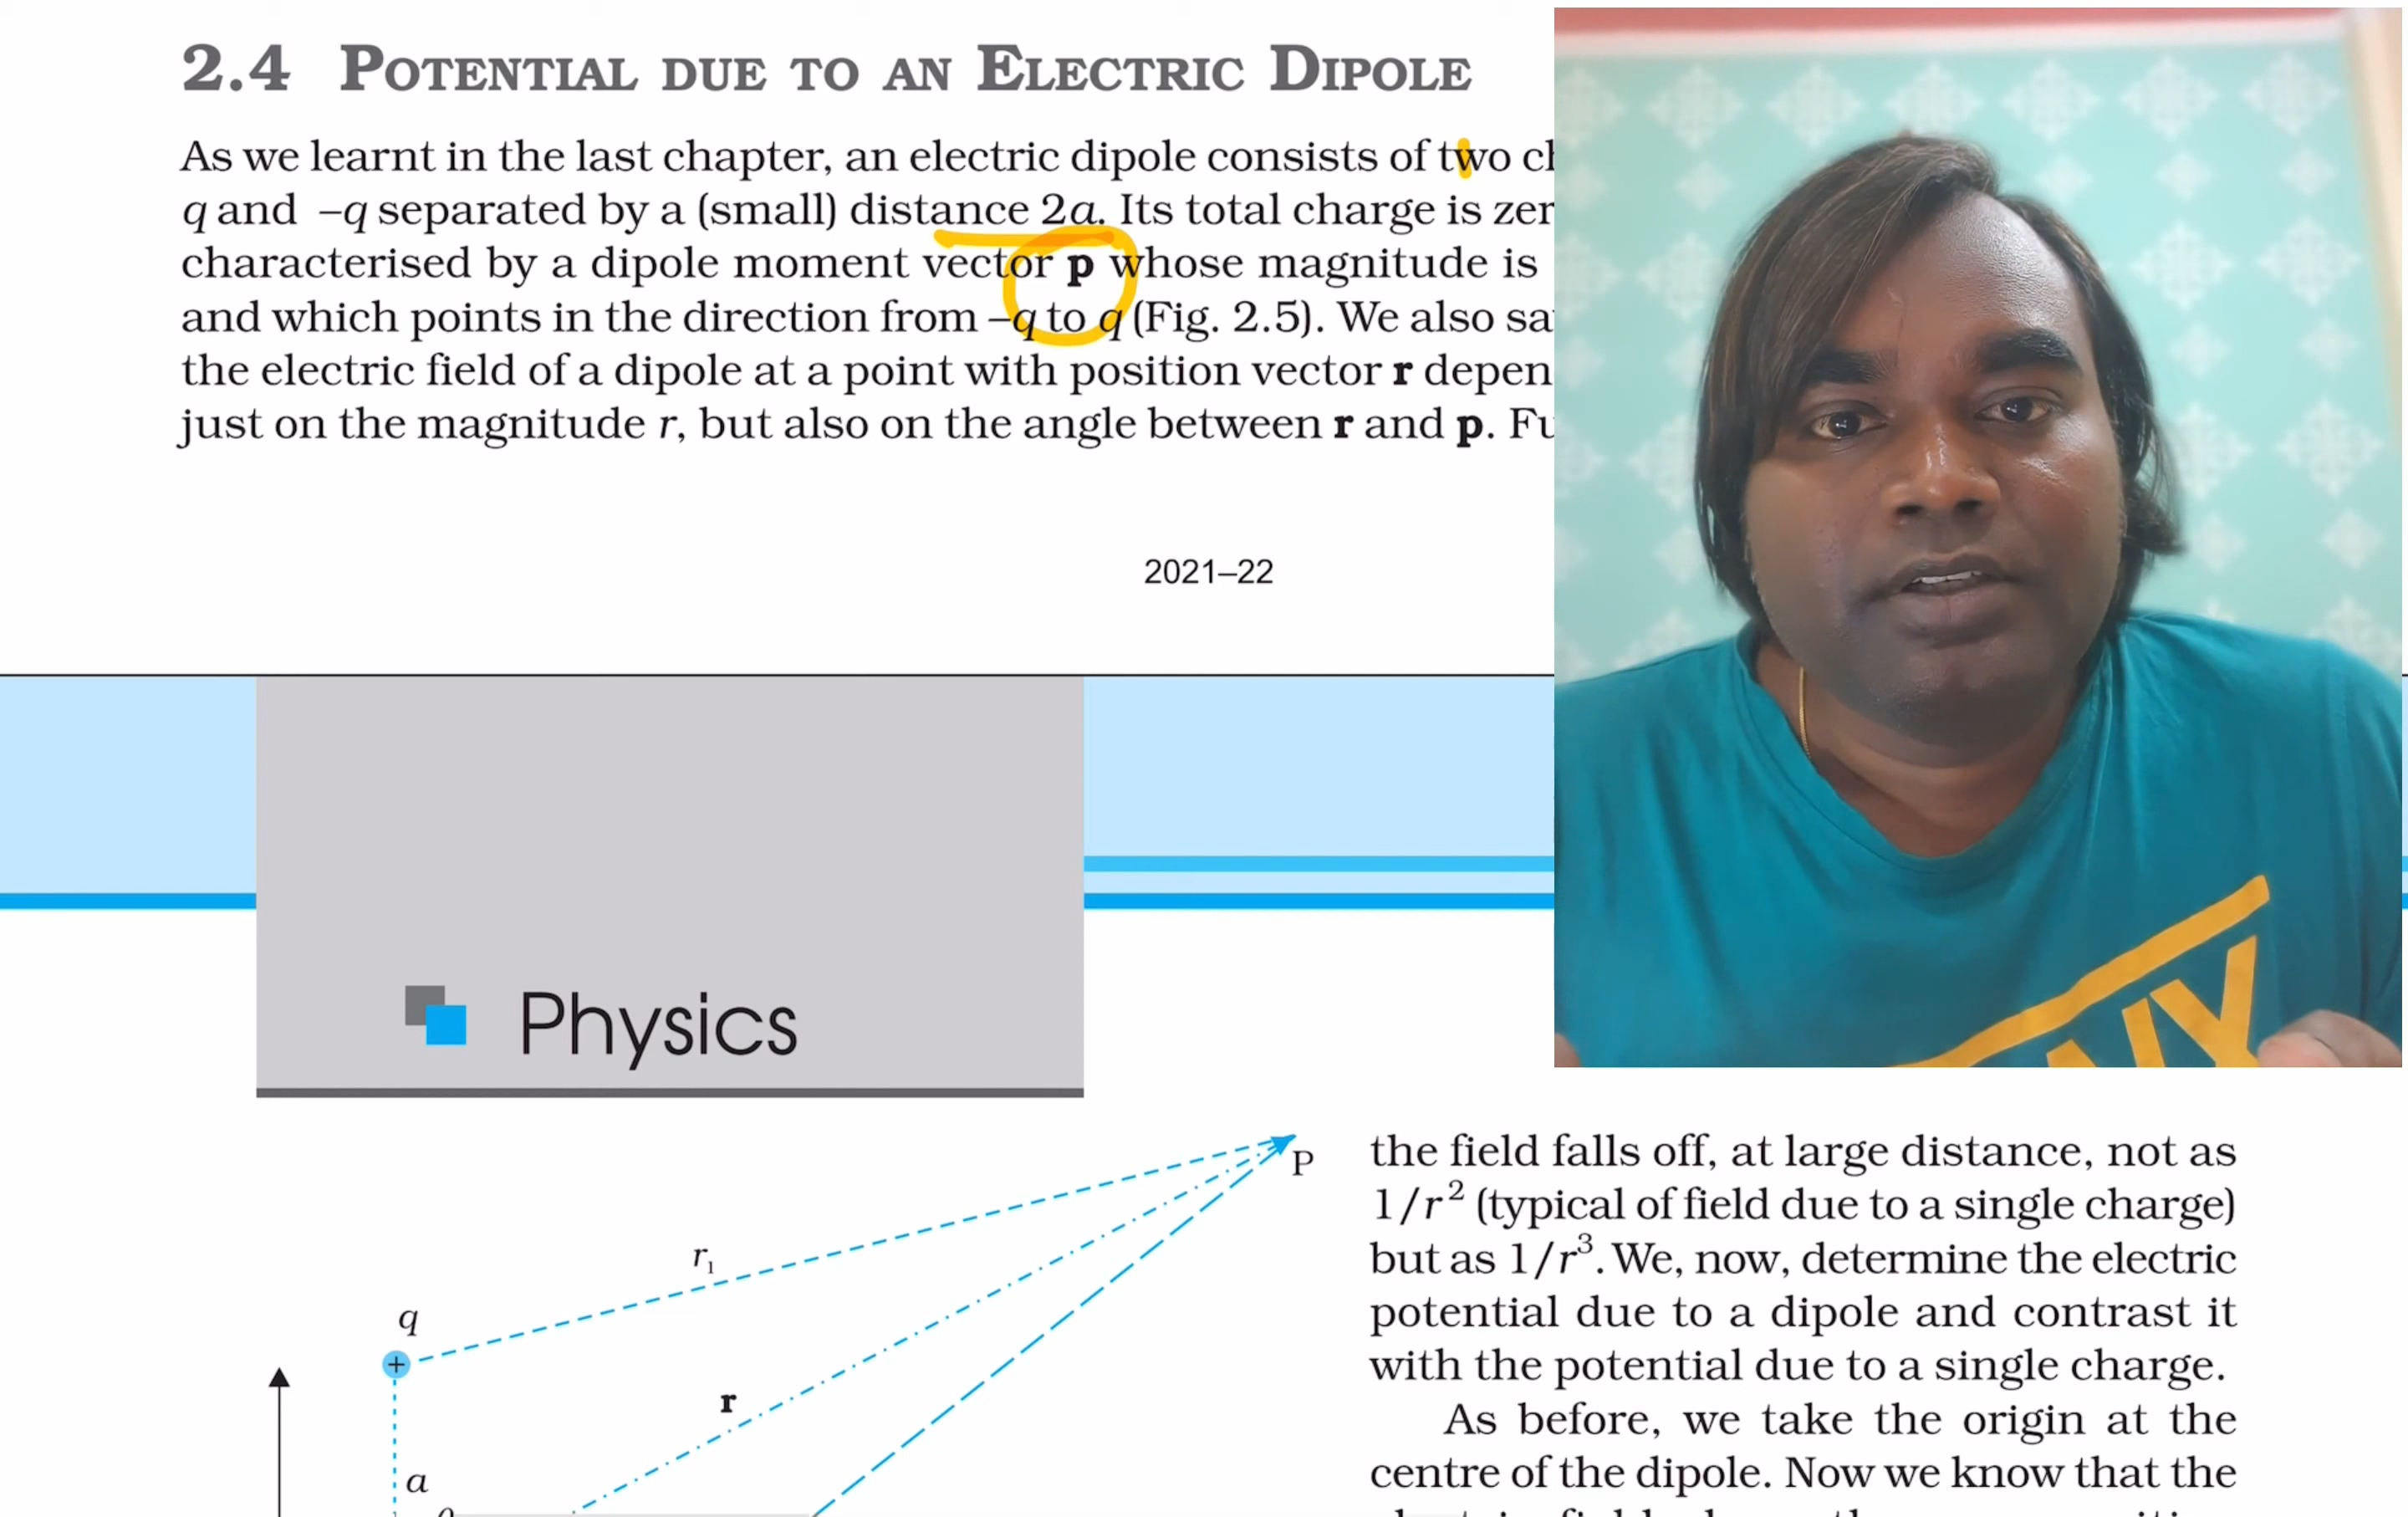 2.4 POTENTIAL DUE TO AN ELECTRIC DIPOLE
As we learnt in the last chapter, an electric dipole consists of two
q and –q separated by a (small) distance 2a. Its total charge is
characterised by a dipole moment vector p whose magnitude is
and which points in the direction from –q to q (Fig. 2.5). We also
the electric field of a dipole at a point with position vector r
just on the magnitude r, but also on the angle between r and p.
2021–22
Physics
P
r₁
q
+
r
a
the field falls off, at large distance, not as
1/r² (typical of field due to a single charge)
but as 1/r³. We, now, determine the electric
potential due to a dipole and contrast it
with the potential due to a single charge.
As before, we take the origin at the
centre of the dipole. Now we know that the